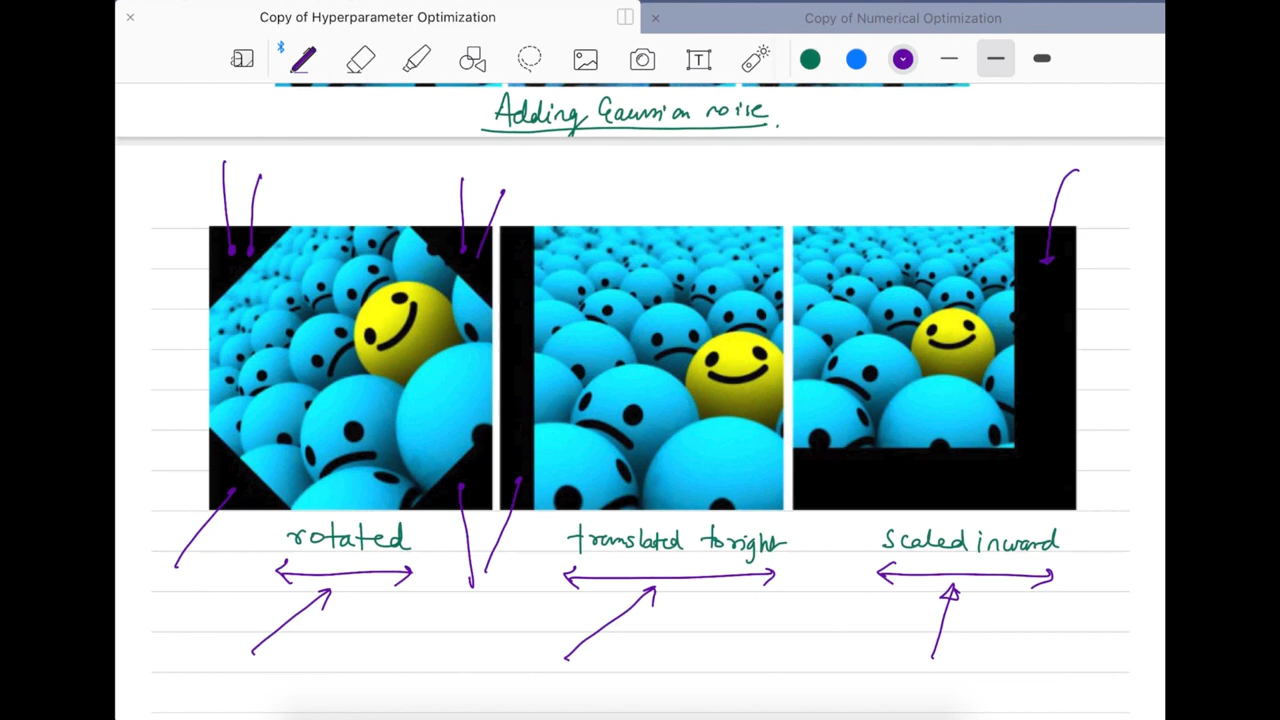 Copy of Hyperparameter Optimization
Copy of Numerical Optimization
T
Adding Gaussian noise.
rotated
translated to right
scaled inward